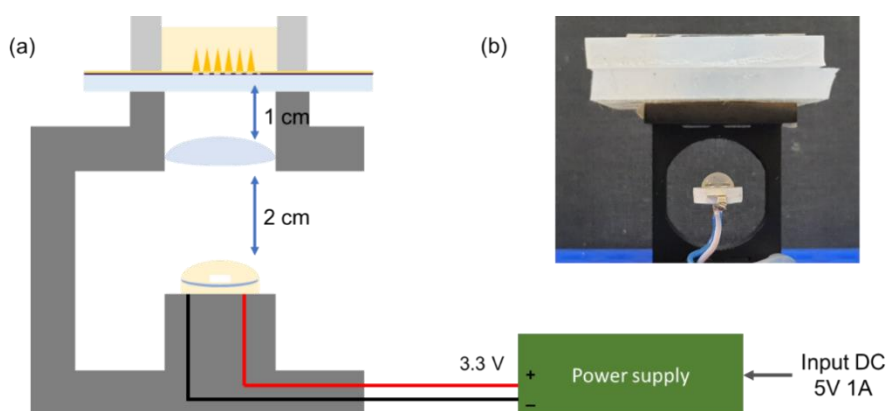 (a)
(b)
1 cm
2 cm
3.3 V
+
Power supply
–
Input DC
5V 1A